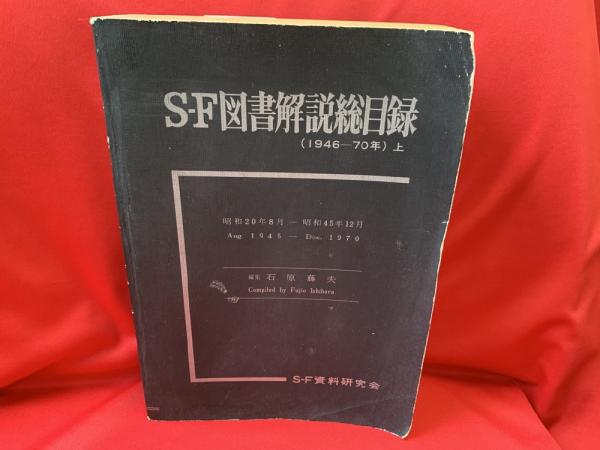 S-F図書解説総目録
(1946—70年)上
昭和20年8月 — 昭和45年12月
Aug. 1945 — Dec. 1970
編集 石原藤夫
Compiled by Fujio Ishihara
S-F資料研究会